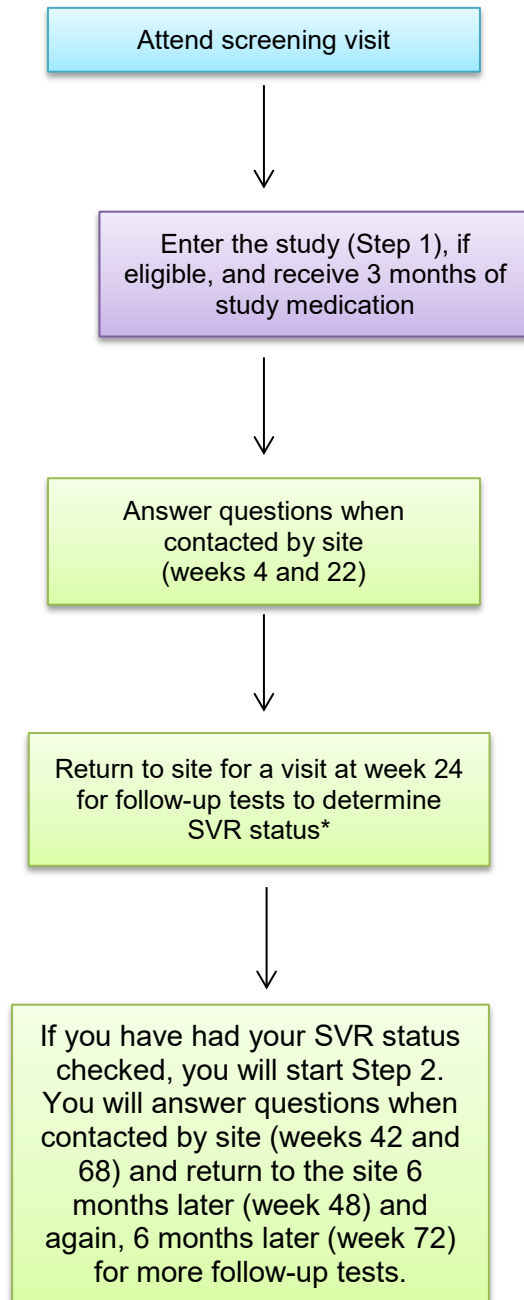 Attend screening visit
Enter the study (Step 1), if
eligible, and receive 3 months of
study medication
Answer questions when
contacted by site
(weeks 4 and 22)
Return to site for a visit at week 24
for follow-up tests to determine
SVR status*
If you have had your SVR status
checked, you will start Step 2.
You will answer questions when
contacted by site (weeks 42 and
68) and return to the site 6
months later (week 48) and
again, 6 months later (week 72)
for more follow-up tests.